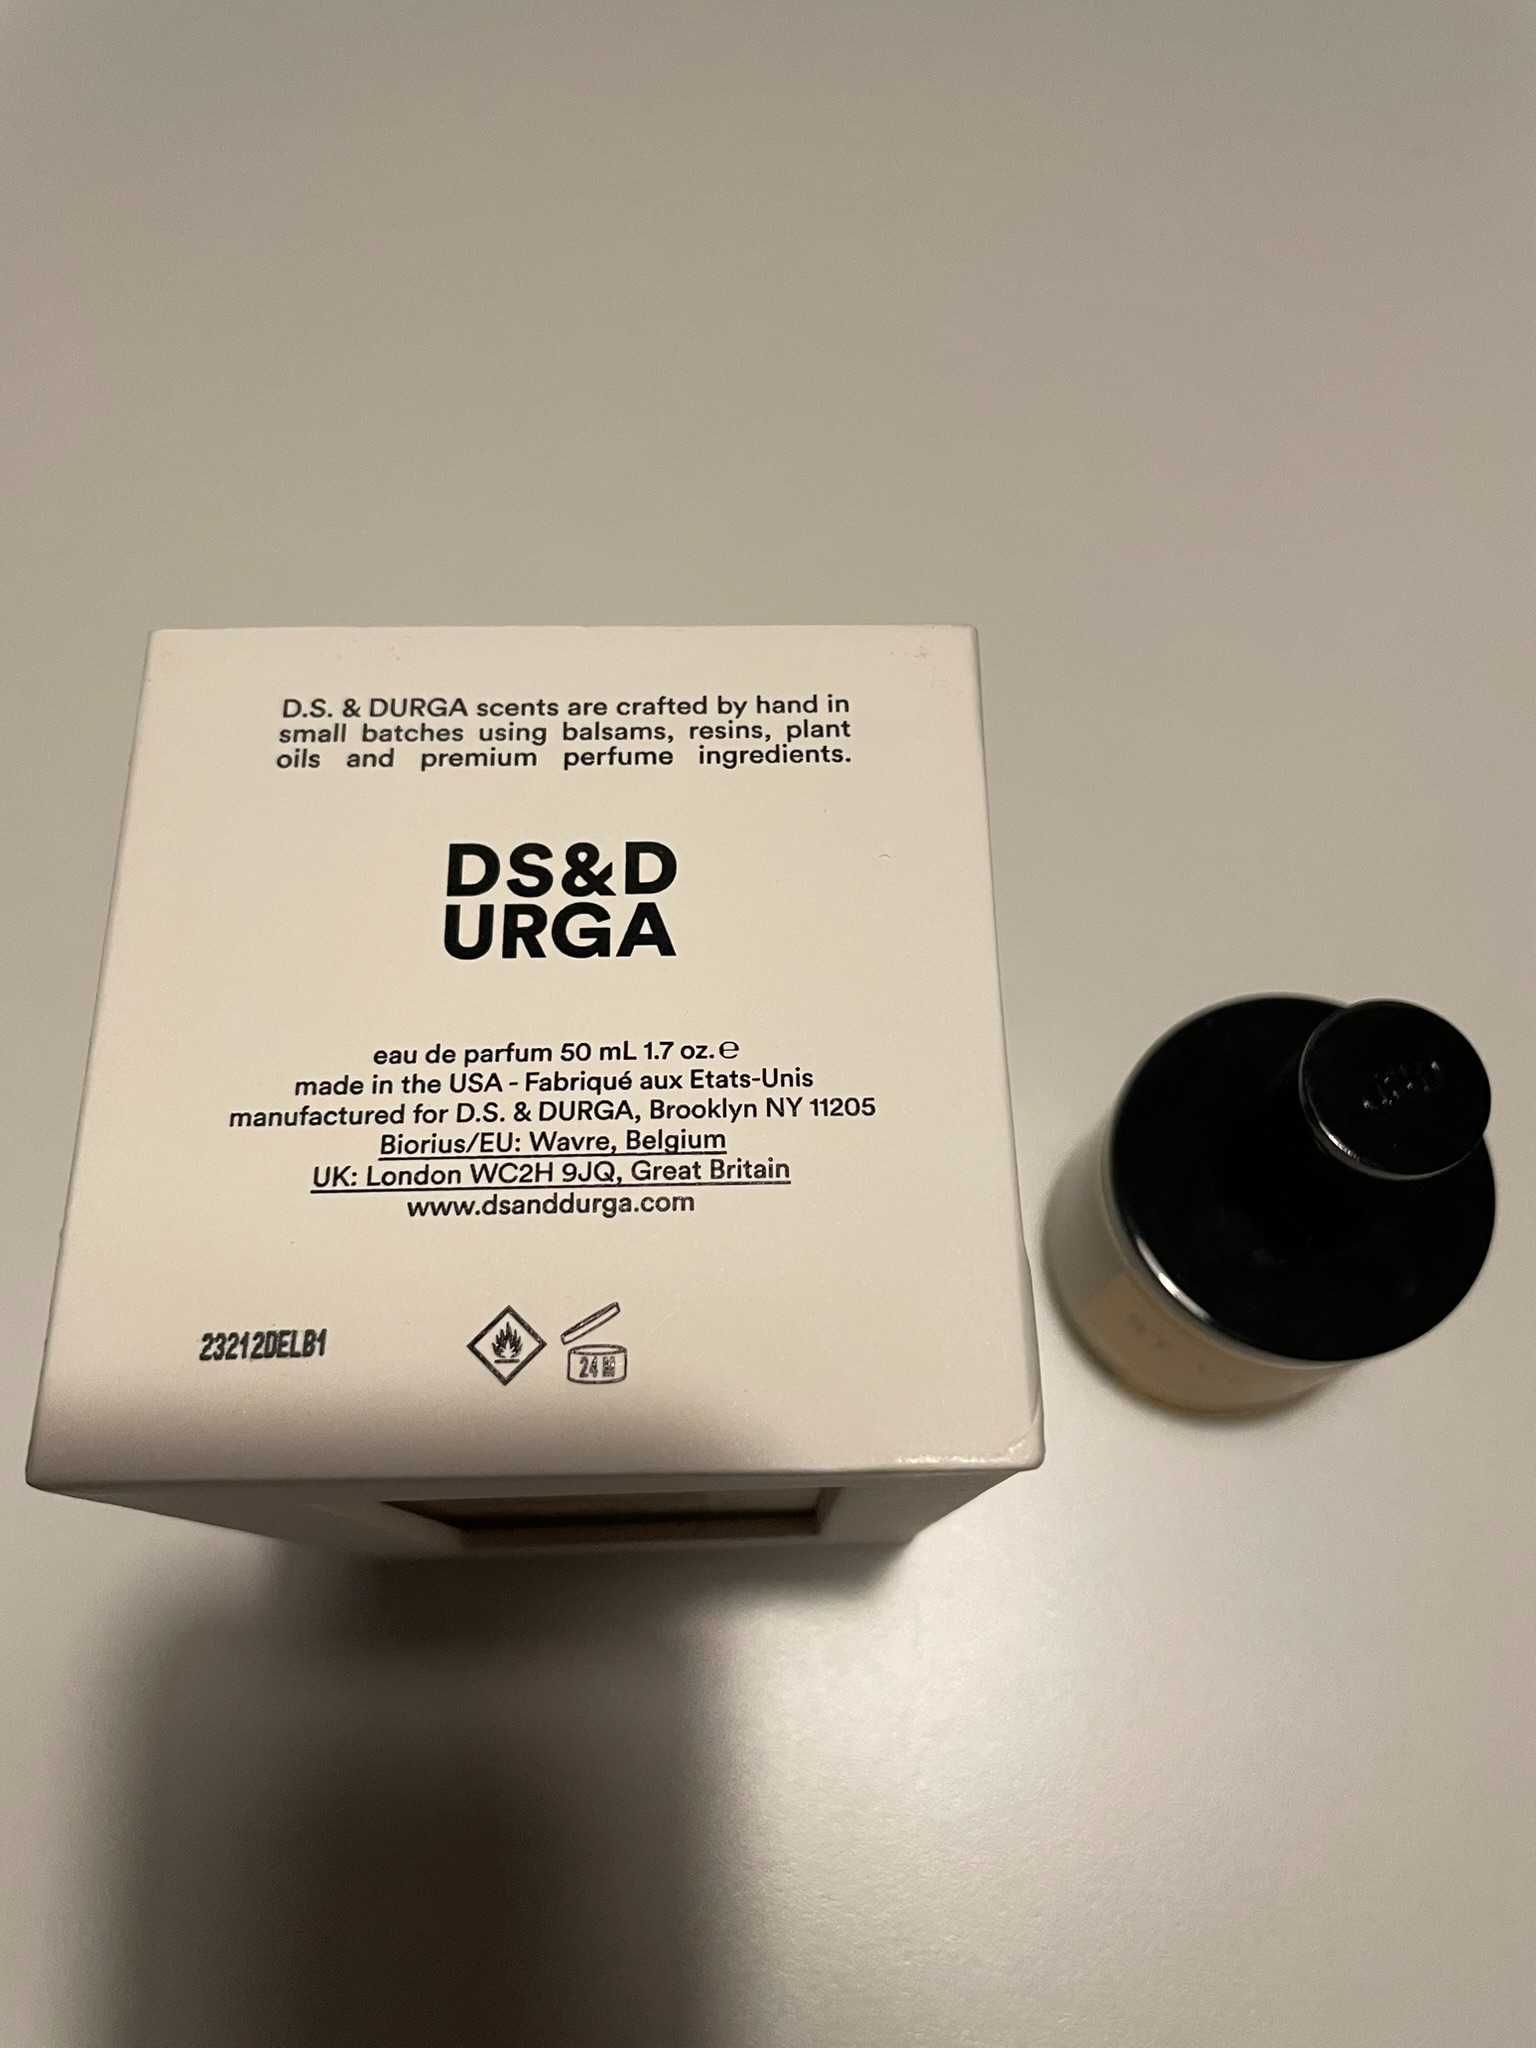 D.S. & DURGA scents are crafted by hand in
small batches using balsams, resins, plant
oils and premium perfume ingredients.
DS&D
URGA
eau de parfum 50 mL 1.7 oz. ℮
made in the USA - Fabriqué aux Etats-Unis
manufactured for D.S. & DURGA, Brooklyn NY 11205
Biorius/EU: Wavre, Belgium
UK: London WC2H 9JQ, Great Britain
www.dsanddurga.com
23212DELB1
24 M